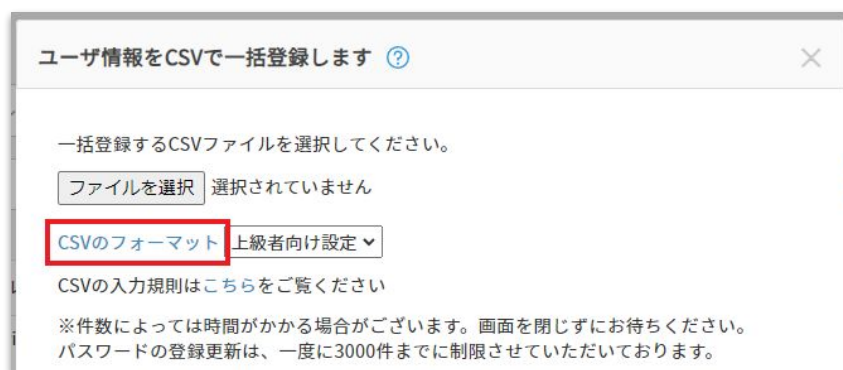 ユーザ情報をCSVで一括登録します ?
一括登録するCSVファイルを選択してください。
ファイルを選択 選択されていません
CSVのフォーマット 上級者向け設定
CSVの入力規則はこちらをご覧ください
※件数によっては時間がかかる場合がございます。画面を閉じずにお待ちください。
パスワードの登録更新は、一度に3000件までに制限させていただいております。